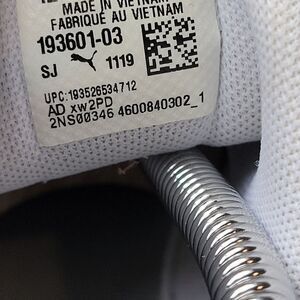 MADE IN VIETNAM
FABRIQUÉ AU VIETNAM
193601-03
SJ 1119
UPC:193526534712
AD xw2PD
2NS00346 4600840302_1